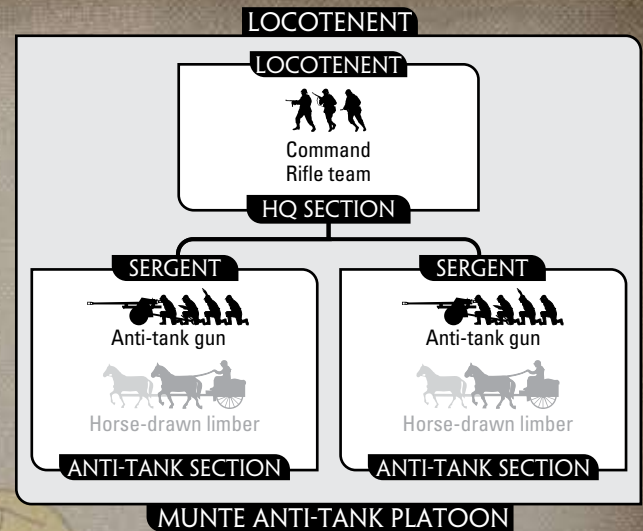 LOCOTENENT
LOCOTENENT
Command
Rifle team
HQ SECTION
SERGENT
Anti-tank gun
Horse-drawn limber
ANTI-TANK SECTION
SERGENT
Anti-tank gun
Horse-drawn limber
ANTI-TANK SECTION
MUNTE ANTI-TANK PLATOON